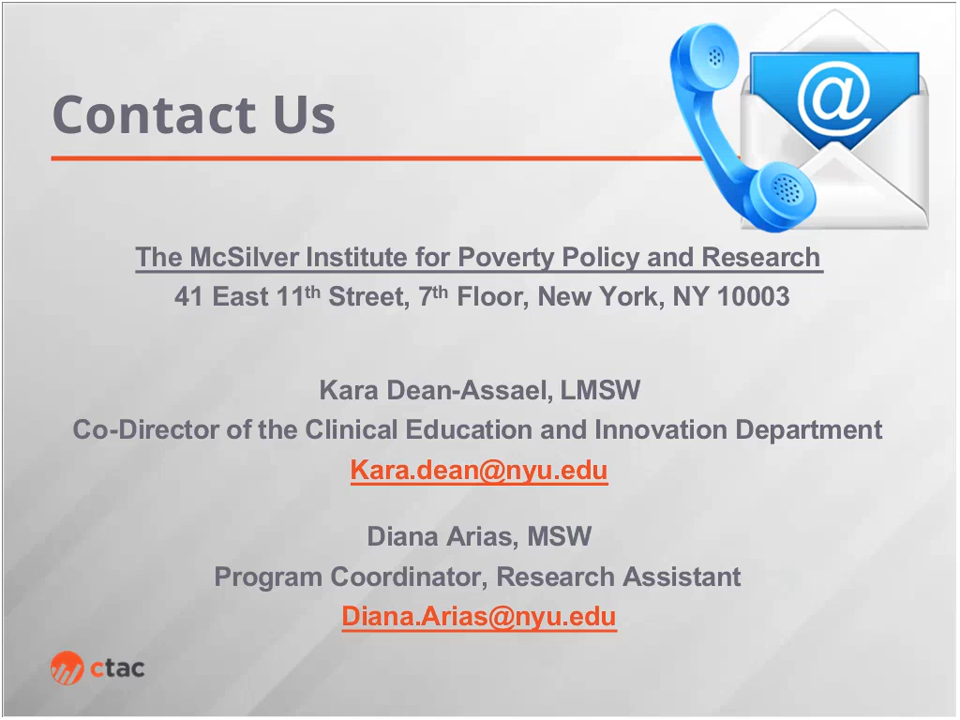 Contact Us
@
The McSilver Institute for Poverty Policy and Research
41 East 11th Street, 7th Floor, New York, NY 10003
Kara Dean-Assael, LMSW
Co-Director of the Clinical Education and Innovation Department
Kara.dean@nyu.edu
Diana Arias, MSW
Program Coordinator, Research Assistant
Diana.Arias@nyu.edu
ctac